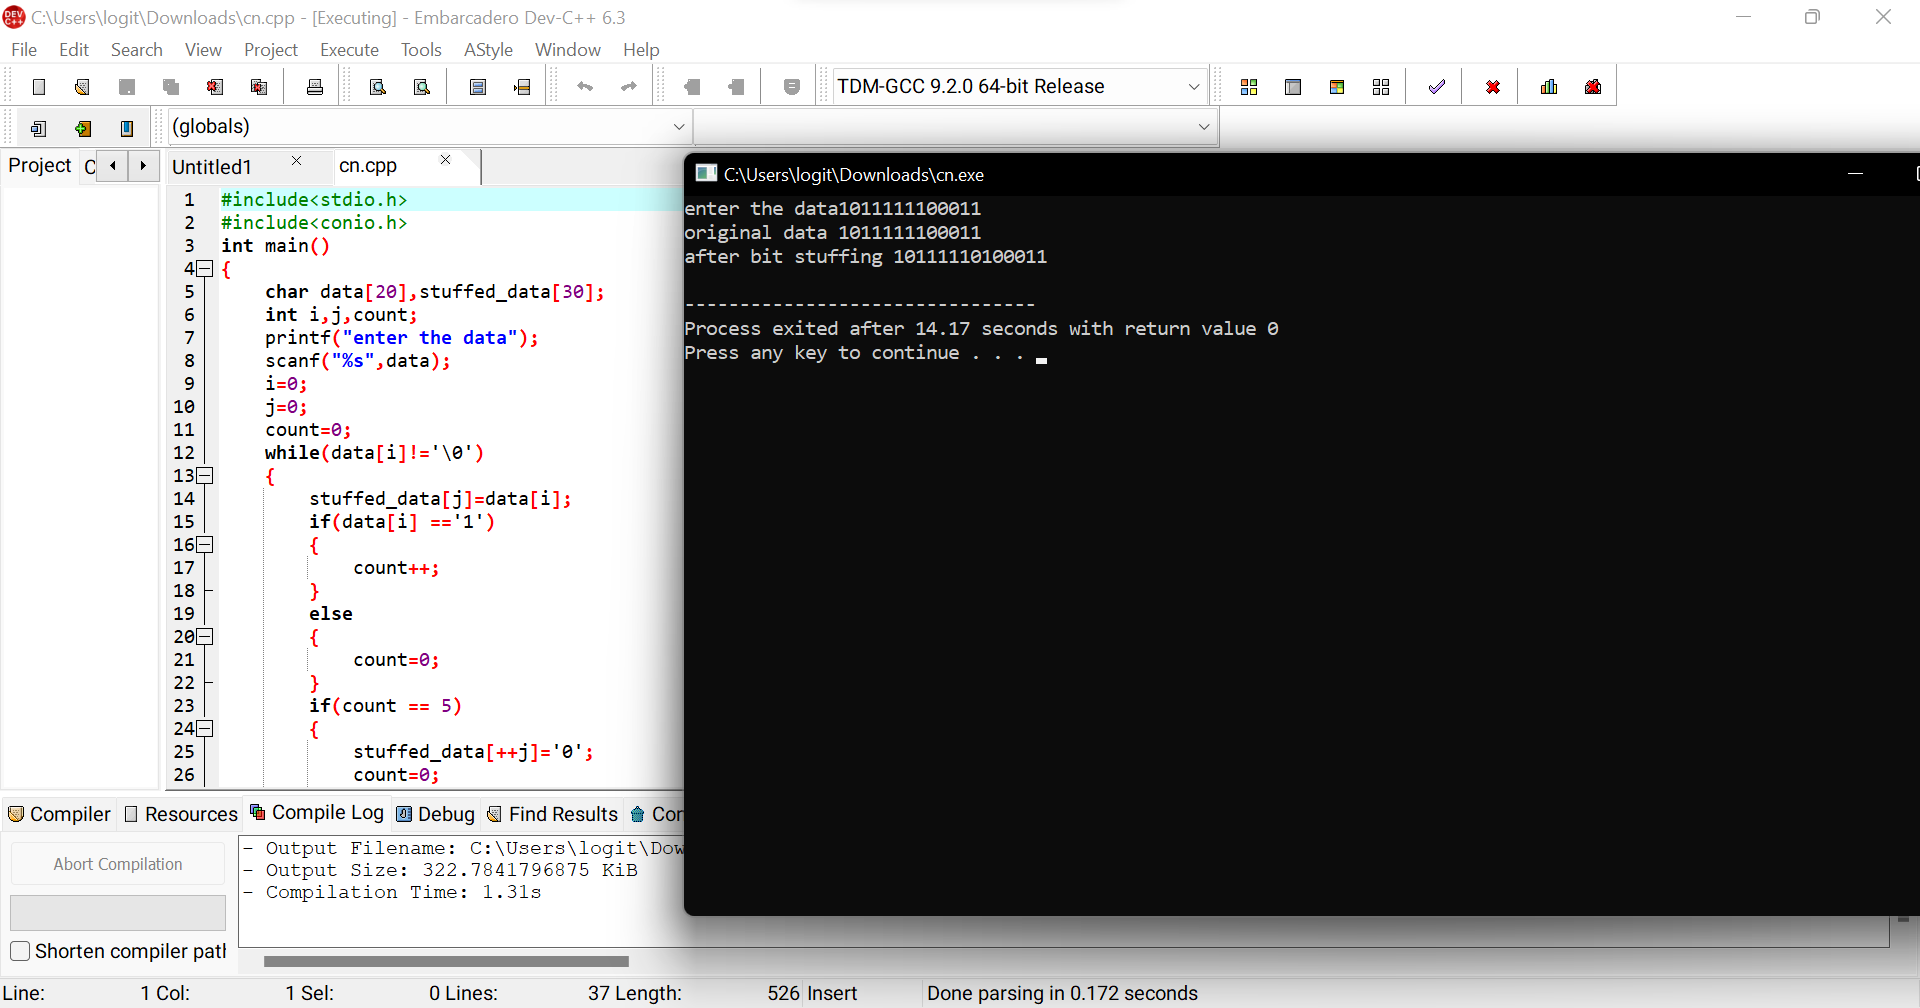 C:\Users\logit\Downloads\cn.cpp - [Executing] - Embarcadero Dev-C++ 6.3
File Edit Search View Project Execute Tools AStyle Window Help
TDM-GCC 9.2.0 64-bit Release
(globals)
Project C Untitled1 cn.cpp
1 #include<stdio.h>
2 #include<conio.h>
3 int main()
4 {
5 char data[20],stuffed_data[30];
6 int i,j,count;
7 printf("enter the data");
8 scanf("%s",data);
9 i=0;
10 j=0;
11 count=0;
12 while(data[i]!='\0')
13 {
14 stuffed_data[j]=data[i];
15 if(data[i] =='1')
16 {
17 count++;
18 }
19 else
20 {
21 count=0;
22 }
23 if(count == 5)
24 {
25 stuffed_data[++j]='0';
26 count=0;
C:\Users\logit\Downloads\cn.exe
enter the data1011111100011
original data 1011111100011
after bit stuffing 10111110100011
--------------------------------
Process exited after 14.17 seconds with return value 0
Press any key to continue . . .
Compiler Resources Compile Log Debug Find Results Con
Abort Compilation
Shorten compiler path
- Output Filename: C:\Users\logit\Dow
- Output Size: 322.7841796875 KiB
- Compilation Time: 1.31s
Line: 1 Col: 1 Sel: 0 Lines: 37 Length: 526 Insert Done parsing in 0.172 seconds